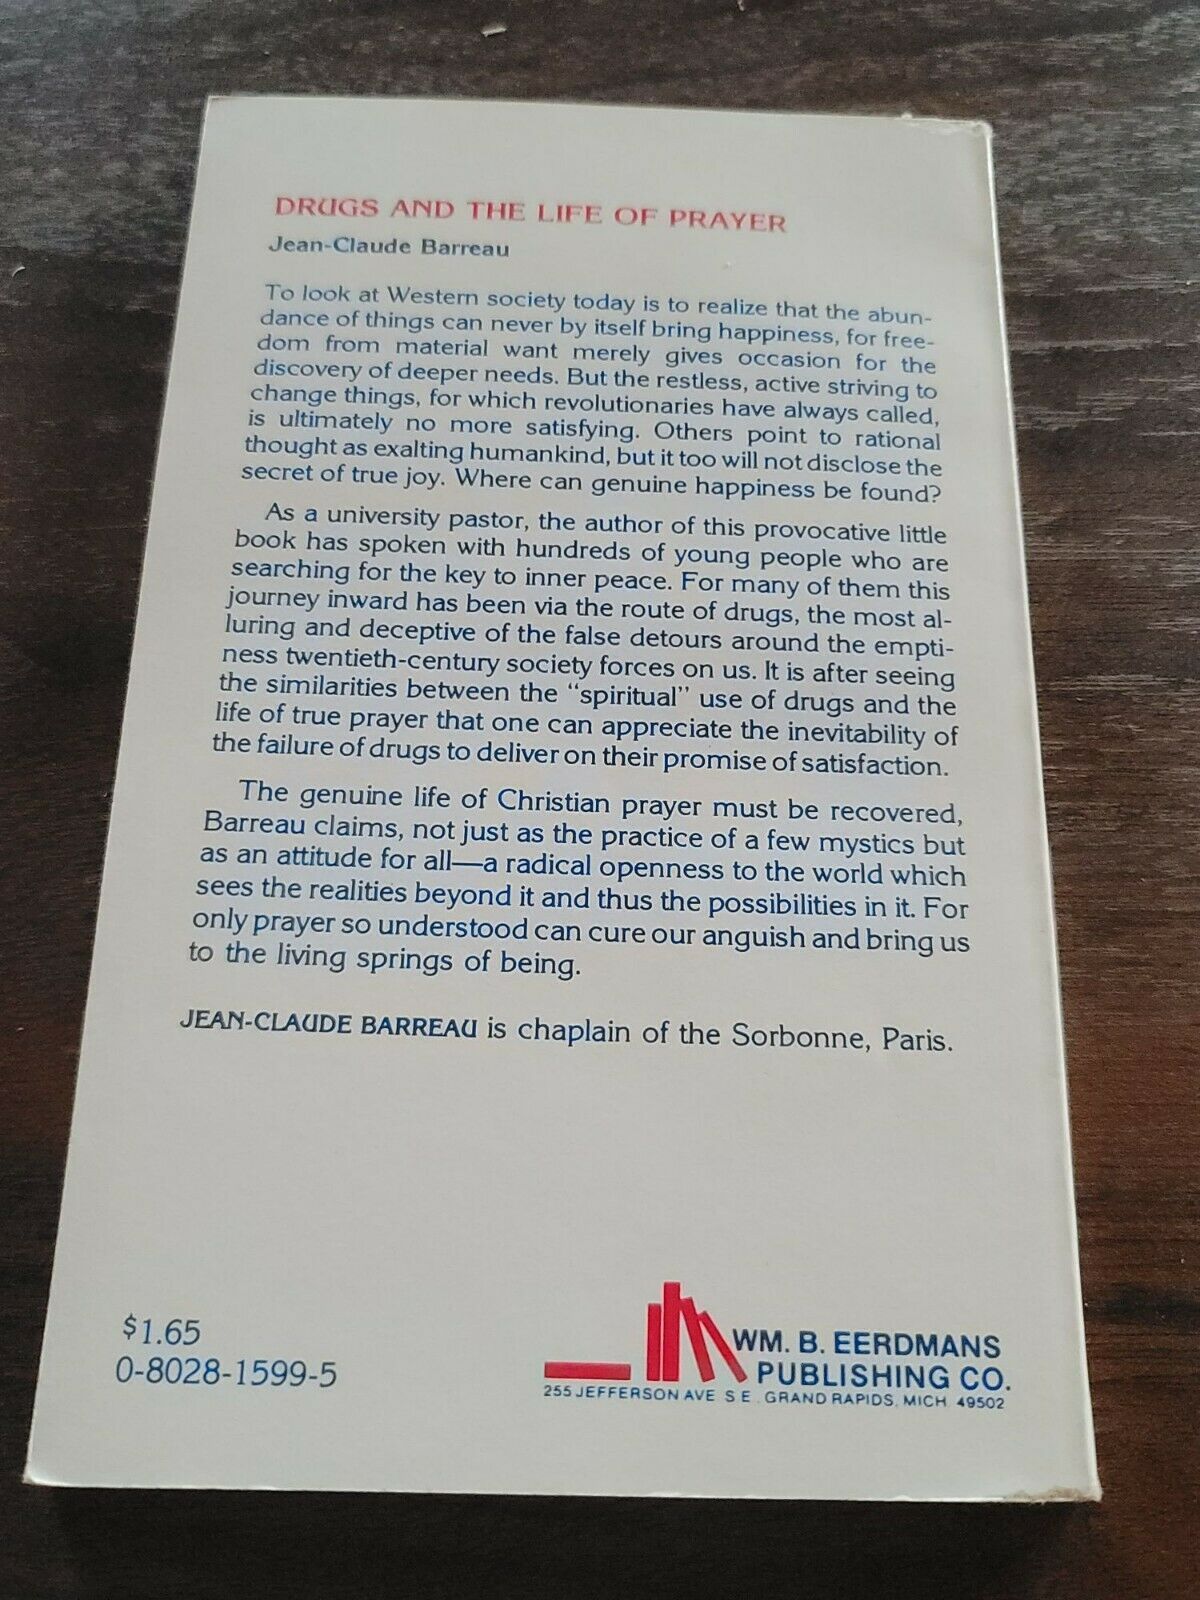 DRUGS AND THE LIFE OF PRAYER
Jean-Claude Barreau
To look at Western society today is to realize that the abun-
dance of things can never by itself bring happiness, for free-
dom from material want merely gives occasion for the
discovery of deeper needs. But the restless, active striving to
change things, for which revolutionaries have always called,
is ultimately no more satisfying. Others point to rational
thought as exalting humankind, but it too will not disclose the
secret of true joy. Where can genuine happiness be found?
As a university pastor, the author of this provocative little
book has spoken with hundreds of young people who are
searching for the key to inner peace. For many of them this
journey inward has been via the route of drugs, the most al-
luring and deceptive of the false detours around the empti-
ness twentieth-century society forces on us. It is after seeing
the similarities between the "spiritual" use of drugs and the
life of true prayer that one can appreciate the inevitability of
the failure of drugs to deliver on their promise of satisfaction.
The genuine life of Christian prayer must be recovered,
Barreau claims, not just as the practice of a few mystics but
as an attitude for all—a radical openness to the world which
sees the realities beyond it and thus the possibilities in it. For
only prayer so understood can cure our anguish and bring us
to the living springs of being.
JEAN-CLAUDE BARREAU is chaplain of the Sorbonne, Paris.
$1.65
0-8028-1599-5
WM. B. EERDMANS
PUBLISHING CO.
255 JEFFERSON AVE. S.E., GRAND RAPIDS, MICH. 49502